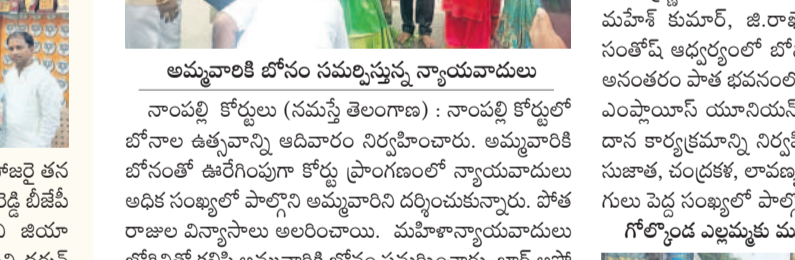 హాజరై తన
రెడ్డి బీజేపీ
జియా
అమ్మవారికి బోనం సమర్పిస్తున్న న్యాయవాదులు
నాంపల్లి కోర్టులు (నమస్తే తెలంగాణ) : నాంపల్లి కోర్టులో
బోనాల ఉత్సవాన్ని ఆదివారం నిర్వహించారు. అమ్మవారికి
బోనంతో ఊరేగింపుగా కోర్టు ప్రాంగణంలో న్యాయవాదులు
అధిక సంఖ్యలో పాల్గొని అమ్మవారిని దర్శించుకున్నారు. పోత
రాజుల విన్యాసాలు అలరించాయి. మహిళాన్యాయవాదులు
మహేశ్ కుమార్, జి.రాజే
సంతోష్ ఆధ్వర్యంలో బో
అనంతరం పాత భవనంల
ఎంప్లాయీస్ యూనియన్
దాన కార్యక్రమాన్ని నిర్వహి
సుజాత, చంద్రకళ, లావణ్య
గులు పెద్ద సంఖ్యలో పాల్గొ
గోల్కొండ ఎల్లమ్మకు మ